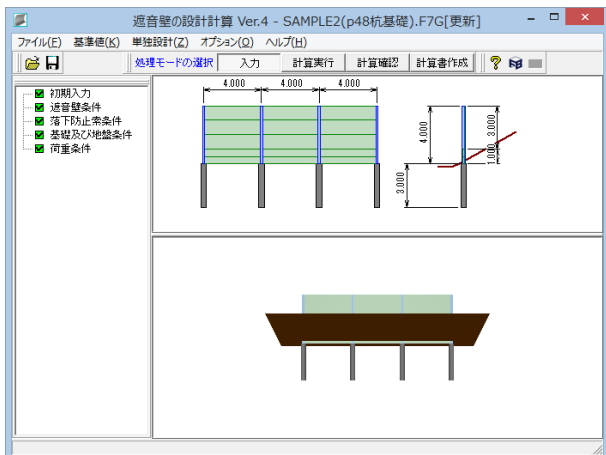 遮音壁の設計計算 Ver.4 - SAMPLE2(p48杭基礎).F7G[更新]
ファイル(F) 基準値(K) 単独設計(Z) オプション(O) ヘルプ(H)
処理モードの選択 入力 計算実行 計算確認 計算書作成
初期入力
遮音壁条件
落下防止索条件
基礎及び地盤条件
荷重条件
4.000 4.000 4.000
4.000
3.000
1.000
3.000